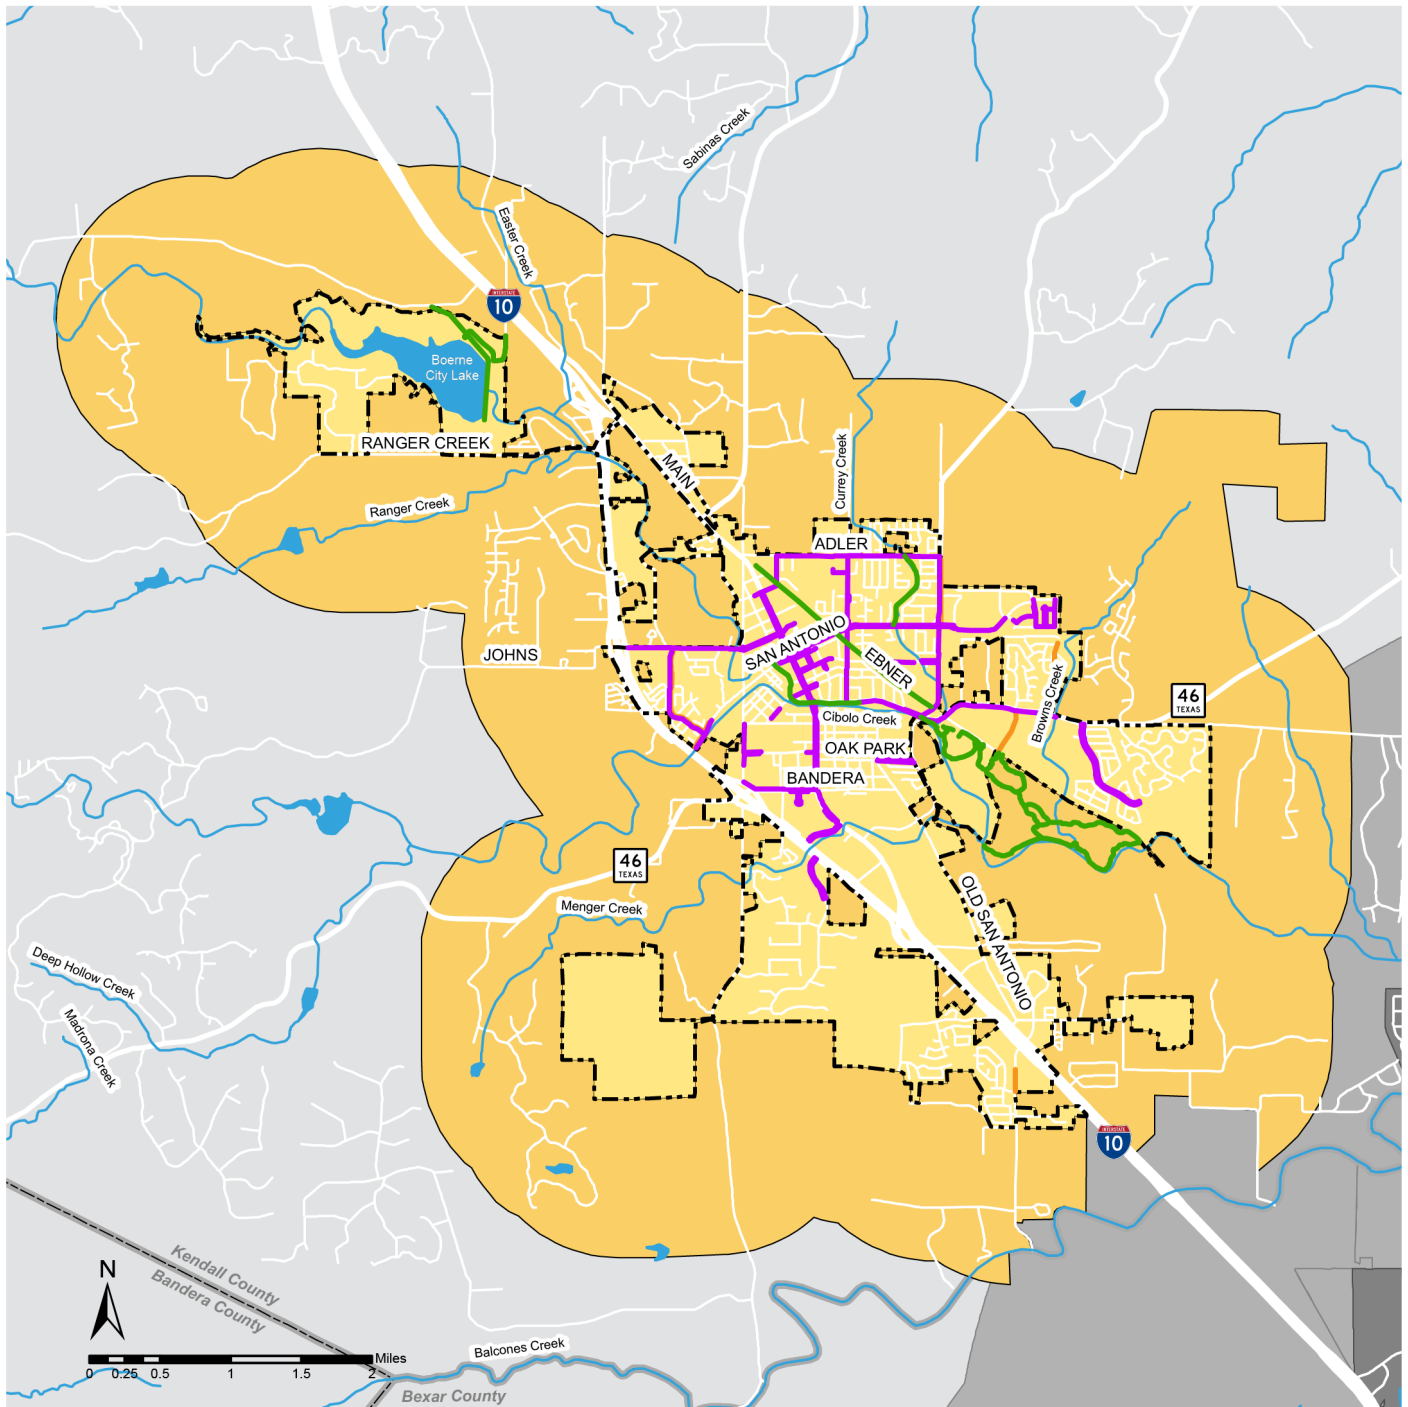 Sabinas Creek
Easter Creek
INTERSTATE
10
Boerne
City Lake
RANGER CREEK
MAIN
Currey Creek
Ranger Creek
ADLER
JOHNS
SAN ANTONIO
EBNER
Browns Creek
46
TEXAS
Cibolo Creek
OAK PARK
BANDERA
46
TEXAS
Menger Creek
OLD SAN ANTONIO
Deep Hollow Creek
Madrona Creek
INTERSTATE
10
Kendall County
Bandera County
N
Miles
0 0.25 0.5 1 1.5 2
Balcones Creek
Bexar County
4